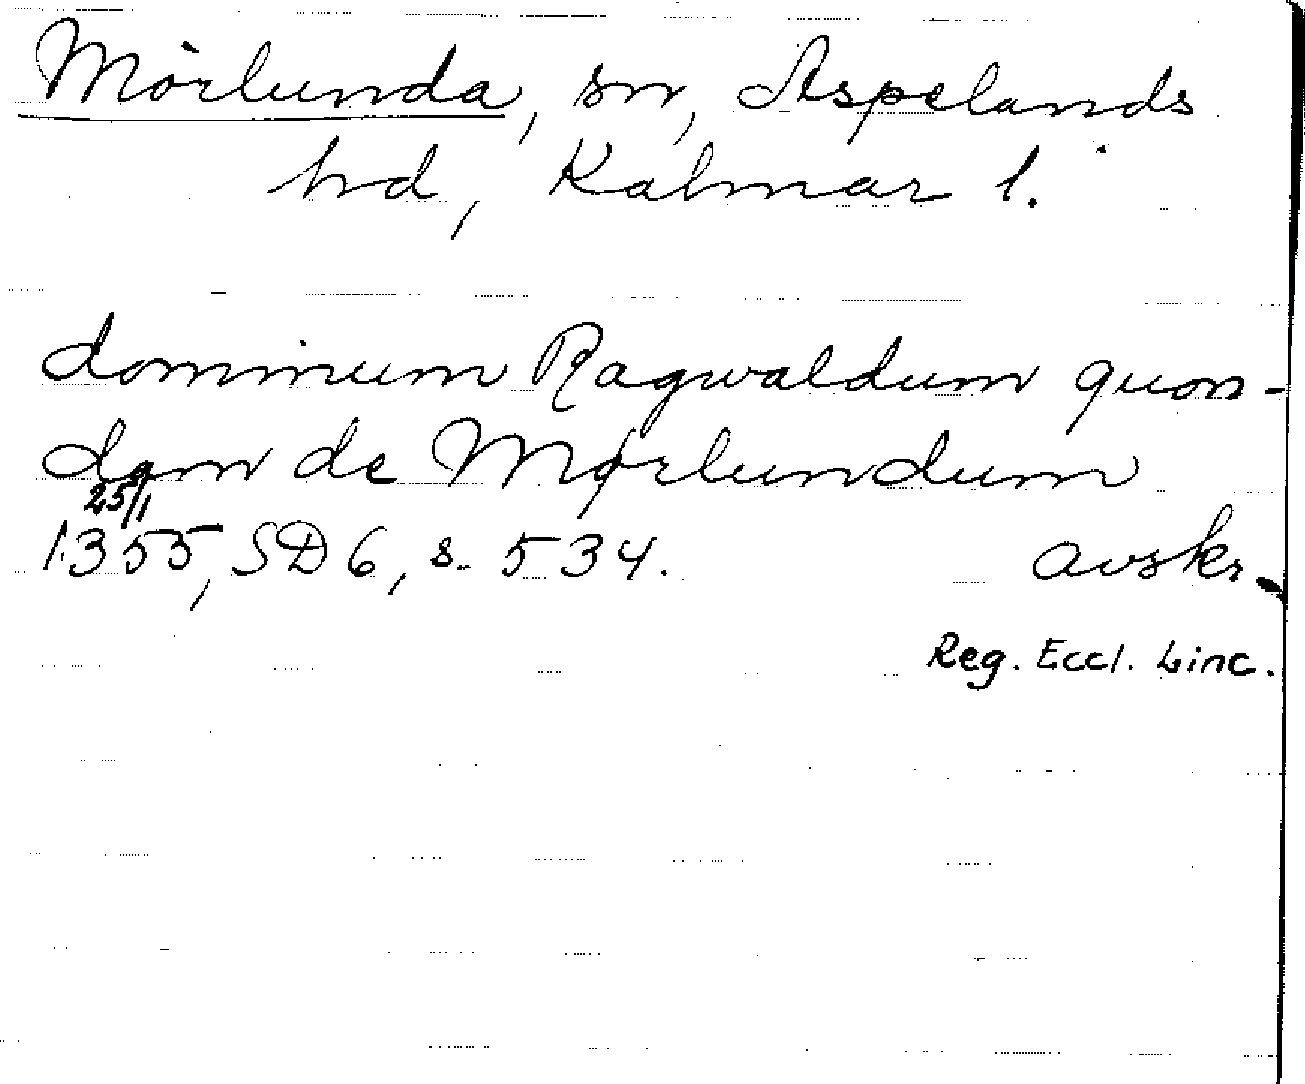 Mörlunda, sn, Aspelands
hd, Kalmar l.
dominum Ragwaldum quon-
dam de Mørlundum
25/1
1355, SD 6, s. 534. avskr.
Reg. Eccl. Linc.